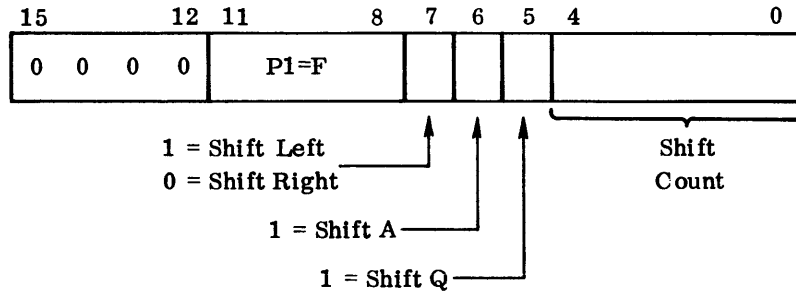 15 12 11 8 7 6 5 4 0
0 0 0 0 P1=F
1 = Shift Left
0 = Shift Right
Shift
Count
1 = Shift A
1 = Shift Q